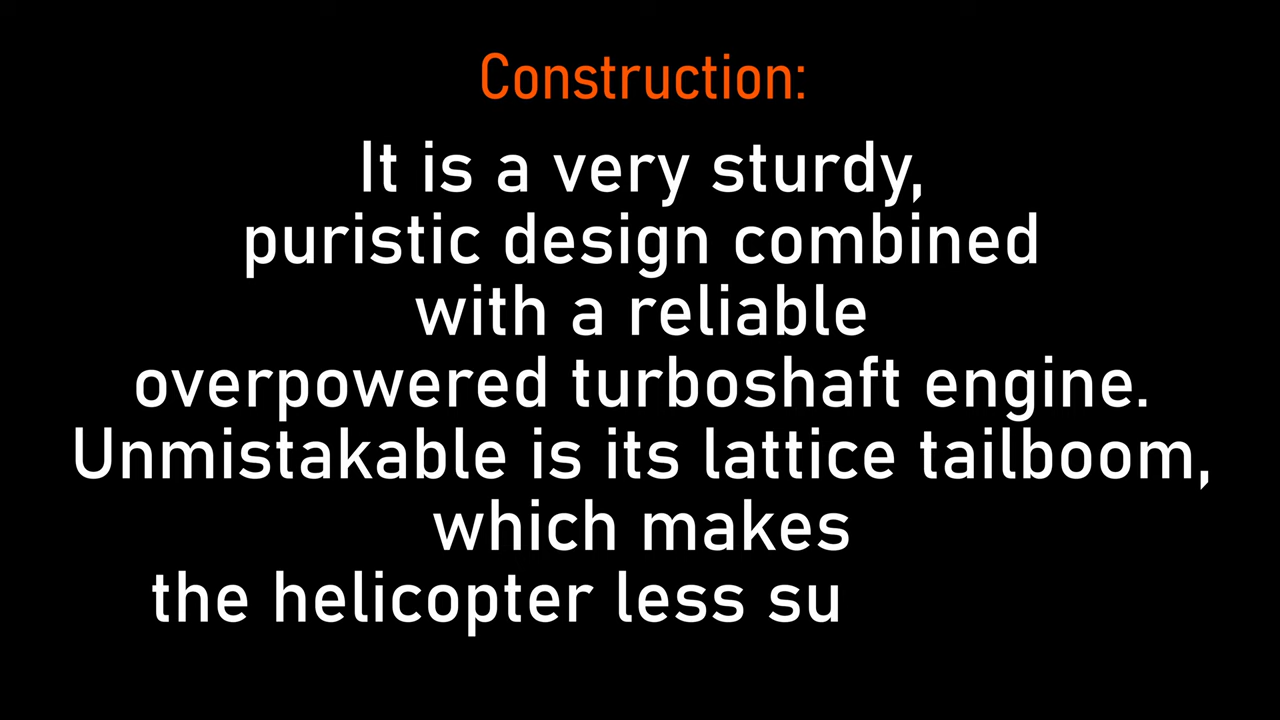 Construction:
It is a very sturdy,
puristic design combined
with a reliable
overpowered turboshaft engine.
Unmistakable is its lattice tailboom,
which makes
the helicopter less su